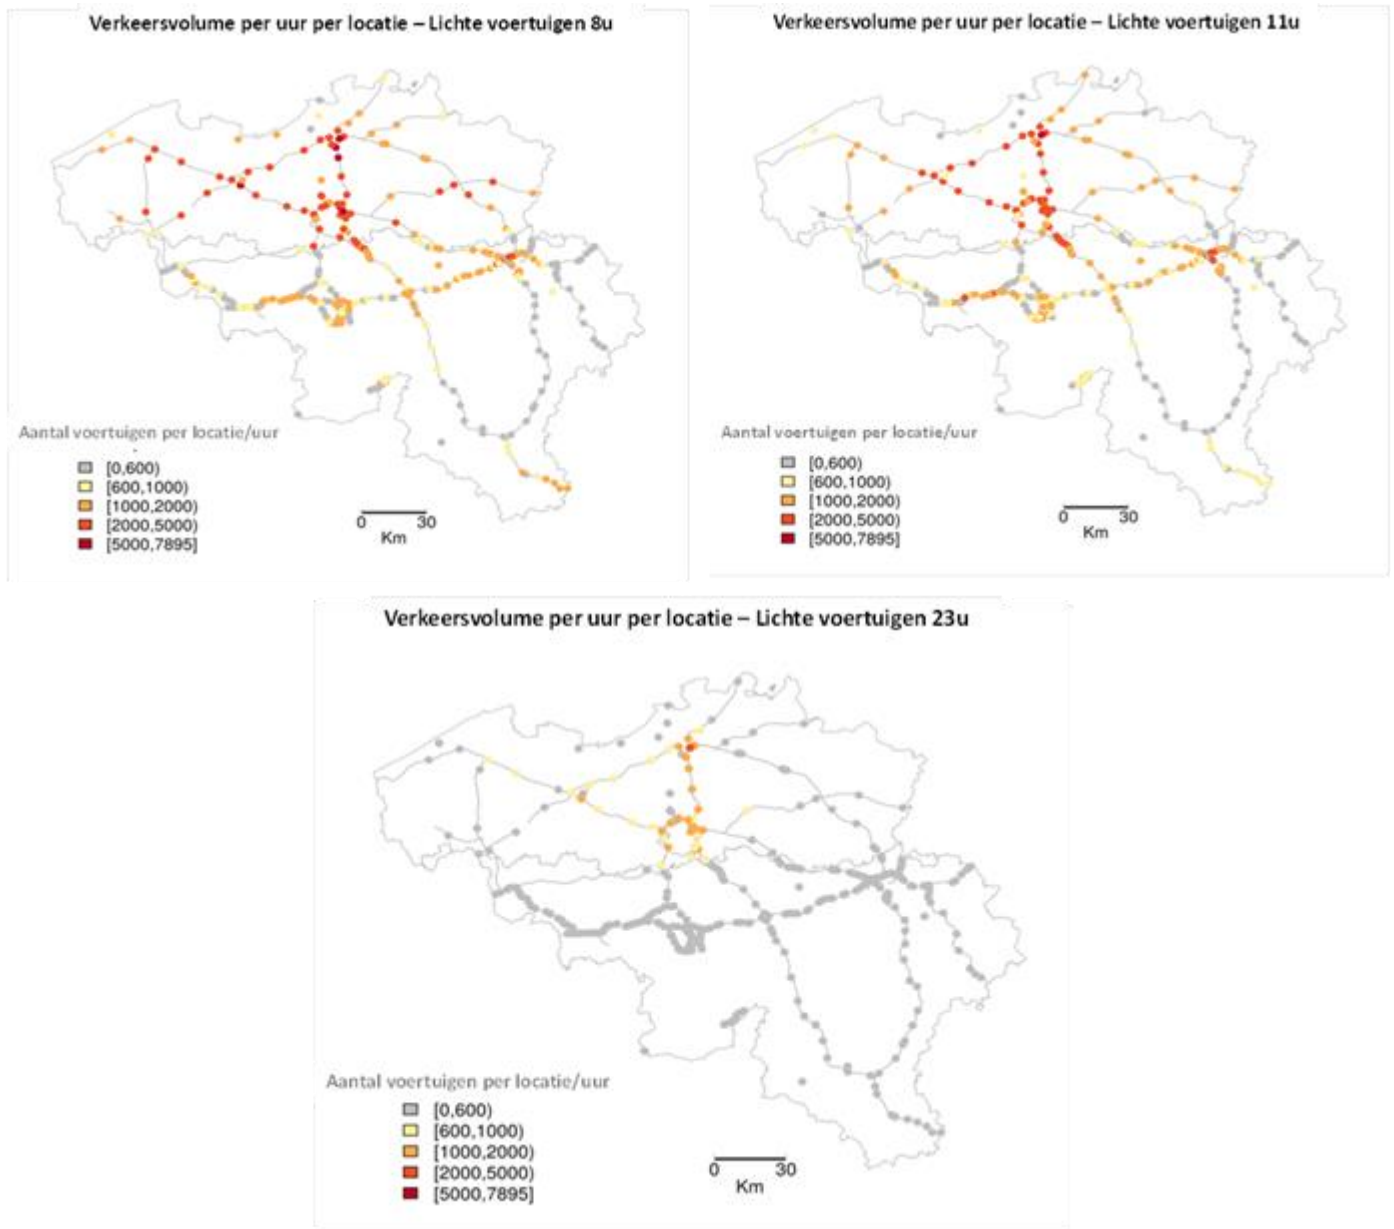 Verkeersvolume per uur per locatie – Lichte voertuigen 8u
Aantal voertuigen per locatie/uur
[0,600)
[600,1000)
[1000,2000)
[2000,5000)
[5000,7895]
0 30
Km
Verkeersvolume per uur per locatie – Lichte voertuigen 11u
Aantal voertuigen per locatie/uur
[0,600)
[600,1000)
[1000,2000)
[2000,5000)
[5000,7895]
0 30
Km
Verkeersvolume per uur per locatie – Lichte voertuigen 23u
Aantal voertuigen per locatie/uur
[0,600)
[600,1000)
[1000,2000)
[2000,5000)
[5000,7895]
0 30
Km